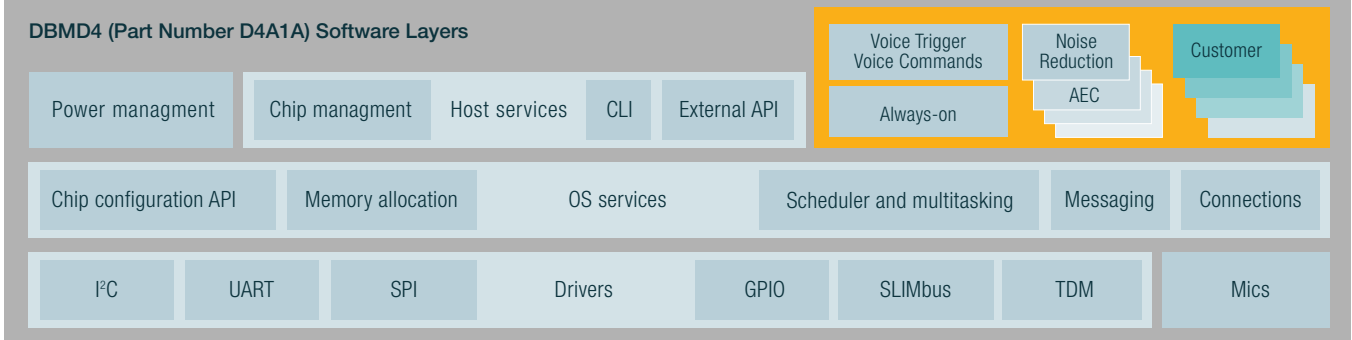 DBMD4 (Part Number D4A1A) Software Layers
Power managment
Chip managment
Host services
CLI
External API
Voice Trigger
Voice Commands
Always-on
Noise
Reduction
AEC
Customer
Chip configuration API
Memory allocation
OS services
Scheduler and multitasking
Messaging
Connections
I²C
UART
SPI
Drivers
GPIO
SLIMbus
TDM
Mics